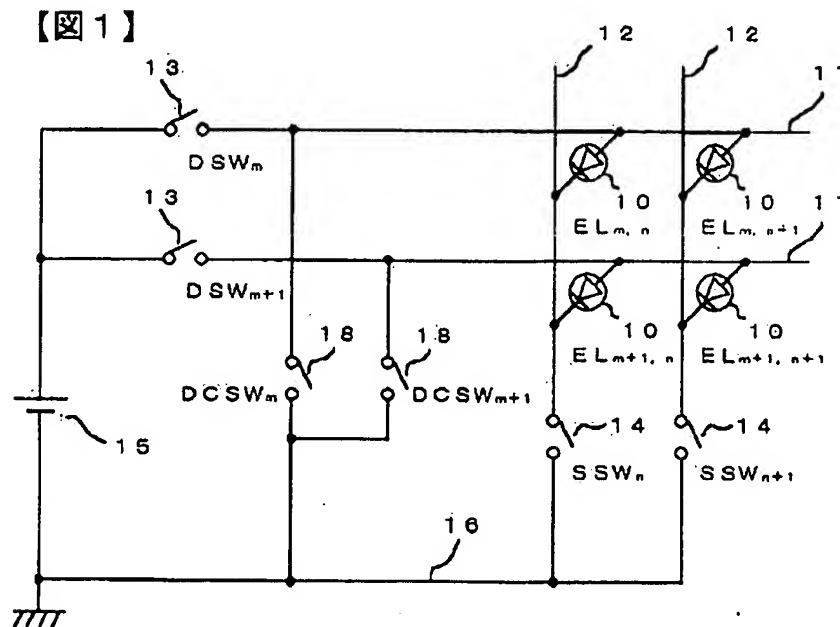 【図1】
12 12
13 11
DSWm
10 10
ELm, n ELm, n+1
13 11
DSWm+1
18 18 10 10
ELm+1, n ELm+1, n+1
DCSWm DCSWm+1
15 14 14
SSWn SSWn+1
16